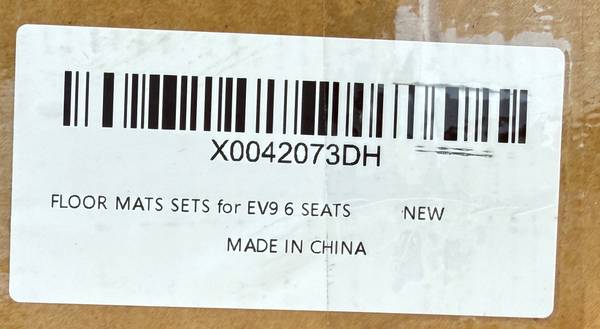 X0042073DH
FLOOR MATS SETS for EV9 6 SEATS NEW
MADE IN CHINA